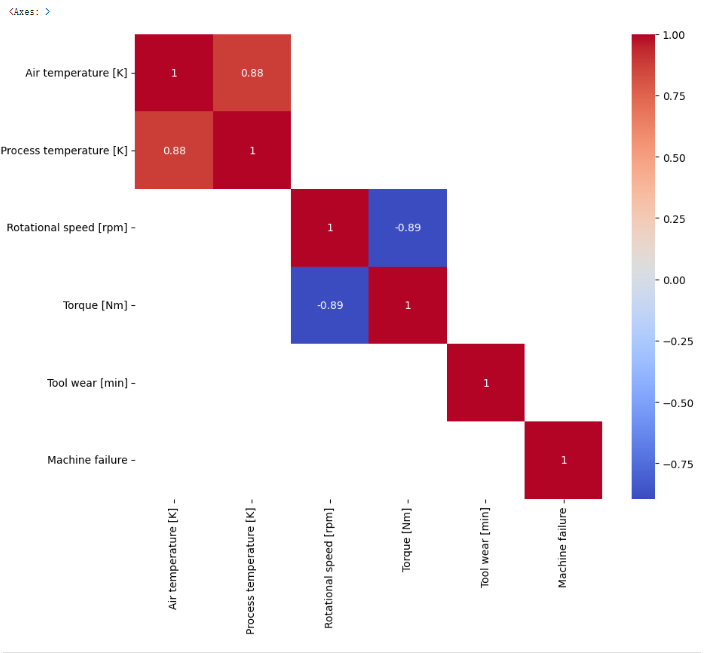 <Axes: >
1.00
Air temperature [K]
1
0.88
0.75
Process temperature [K]
0.88
1
0.50
0.25
Rotational speed [rpm]
1
-0.89
0.00
Torque [Nm]
-0.89
1
−0.25
Tool wear [min]
1
−0.50
Machine failure
1
−0.75
Air temperature [K]
Process temperature [K]
Rotational speed [rpm]
Torque [Nm]
Tool wear [min]
Machine failure